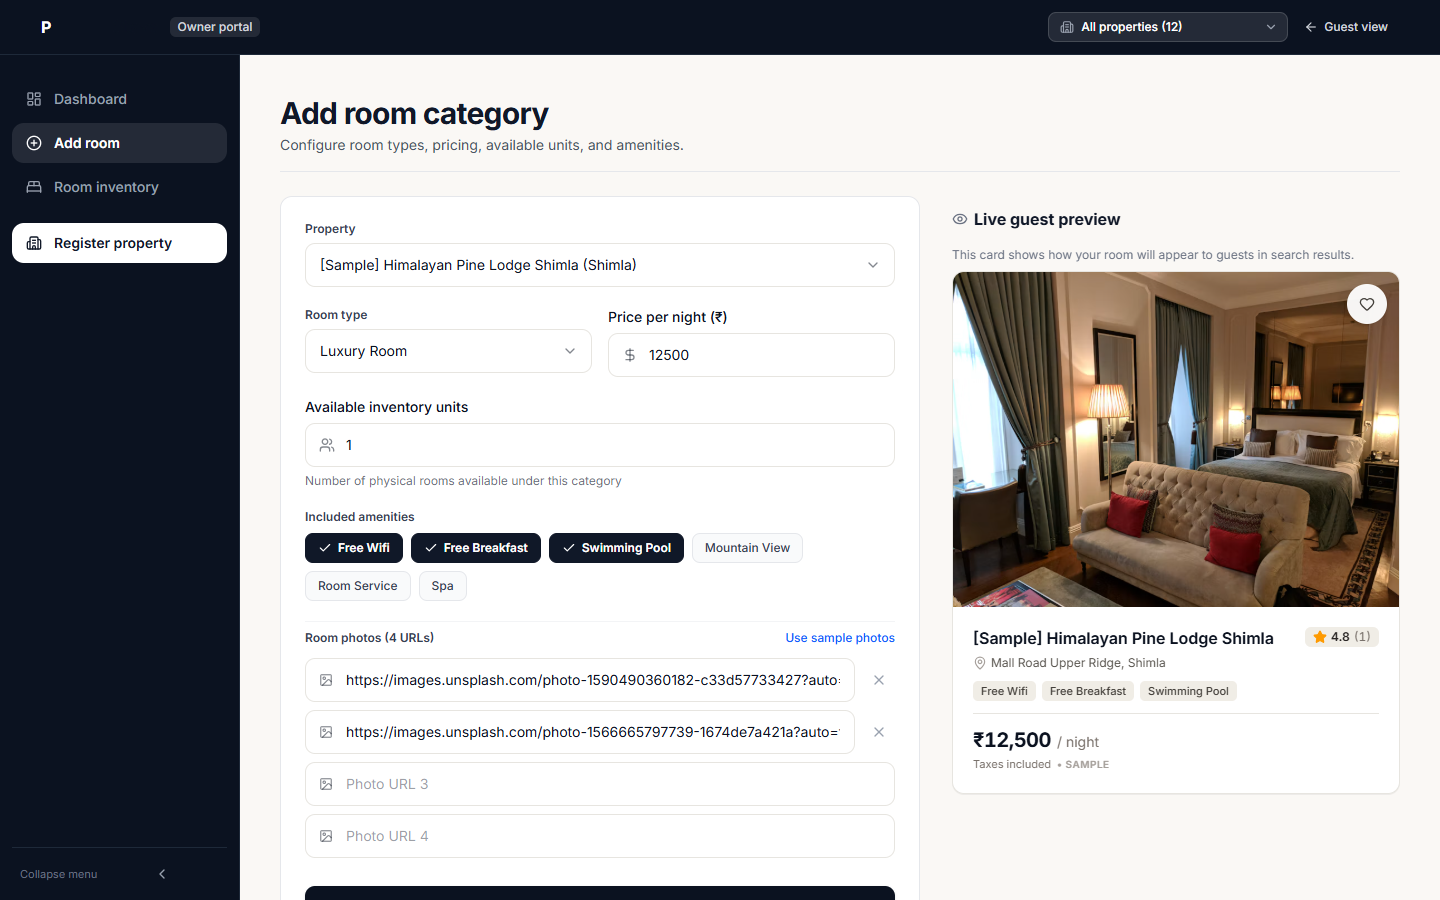 P
Owner portal
All properties (12)
Guest view
Dashboard
Add room
Room inventory
Register property
Collapse menu
Add room category
Configure room types, pricing, available units, and amenities.
Property
[Sample] Himalayan Pine Lodge Shimla (Shimla)
Room type
Price per night (₹)
Luxury Room
$ 12500
Available inventory units
1
Number of physical rooms available under this category
Included amenities
Free Wifi
Free Breakfast
Swimming Pool
Mountain View
Room Service
Spa
Room photos (4 URLs)
Use sample photos
https://images.unsplash.com/photo-1590490360182-c33d57733427?auto=
https://images.unsplash.com/photo-1566665797739-1674de7a421a?auto=
Photo URL 3
Photo URL 4
Live guest preview
This card shows how your room will appear to guests in search results.
[Sample] Himalayan Pine Lodge Shimla
4.8 (1)
Mall Road Upper Ridge, Shimla
Free Wifi
Free Breakfast
Swimming Pool
₹12,500 / night
Taxes included • SAMPLE